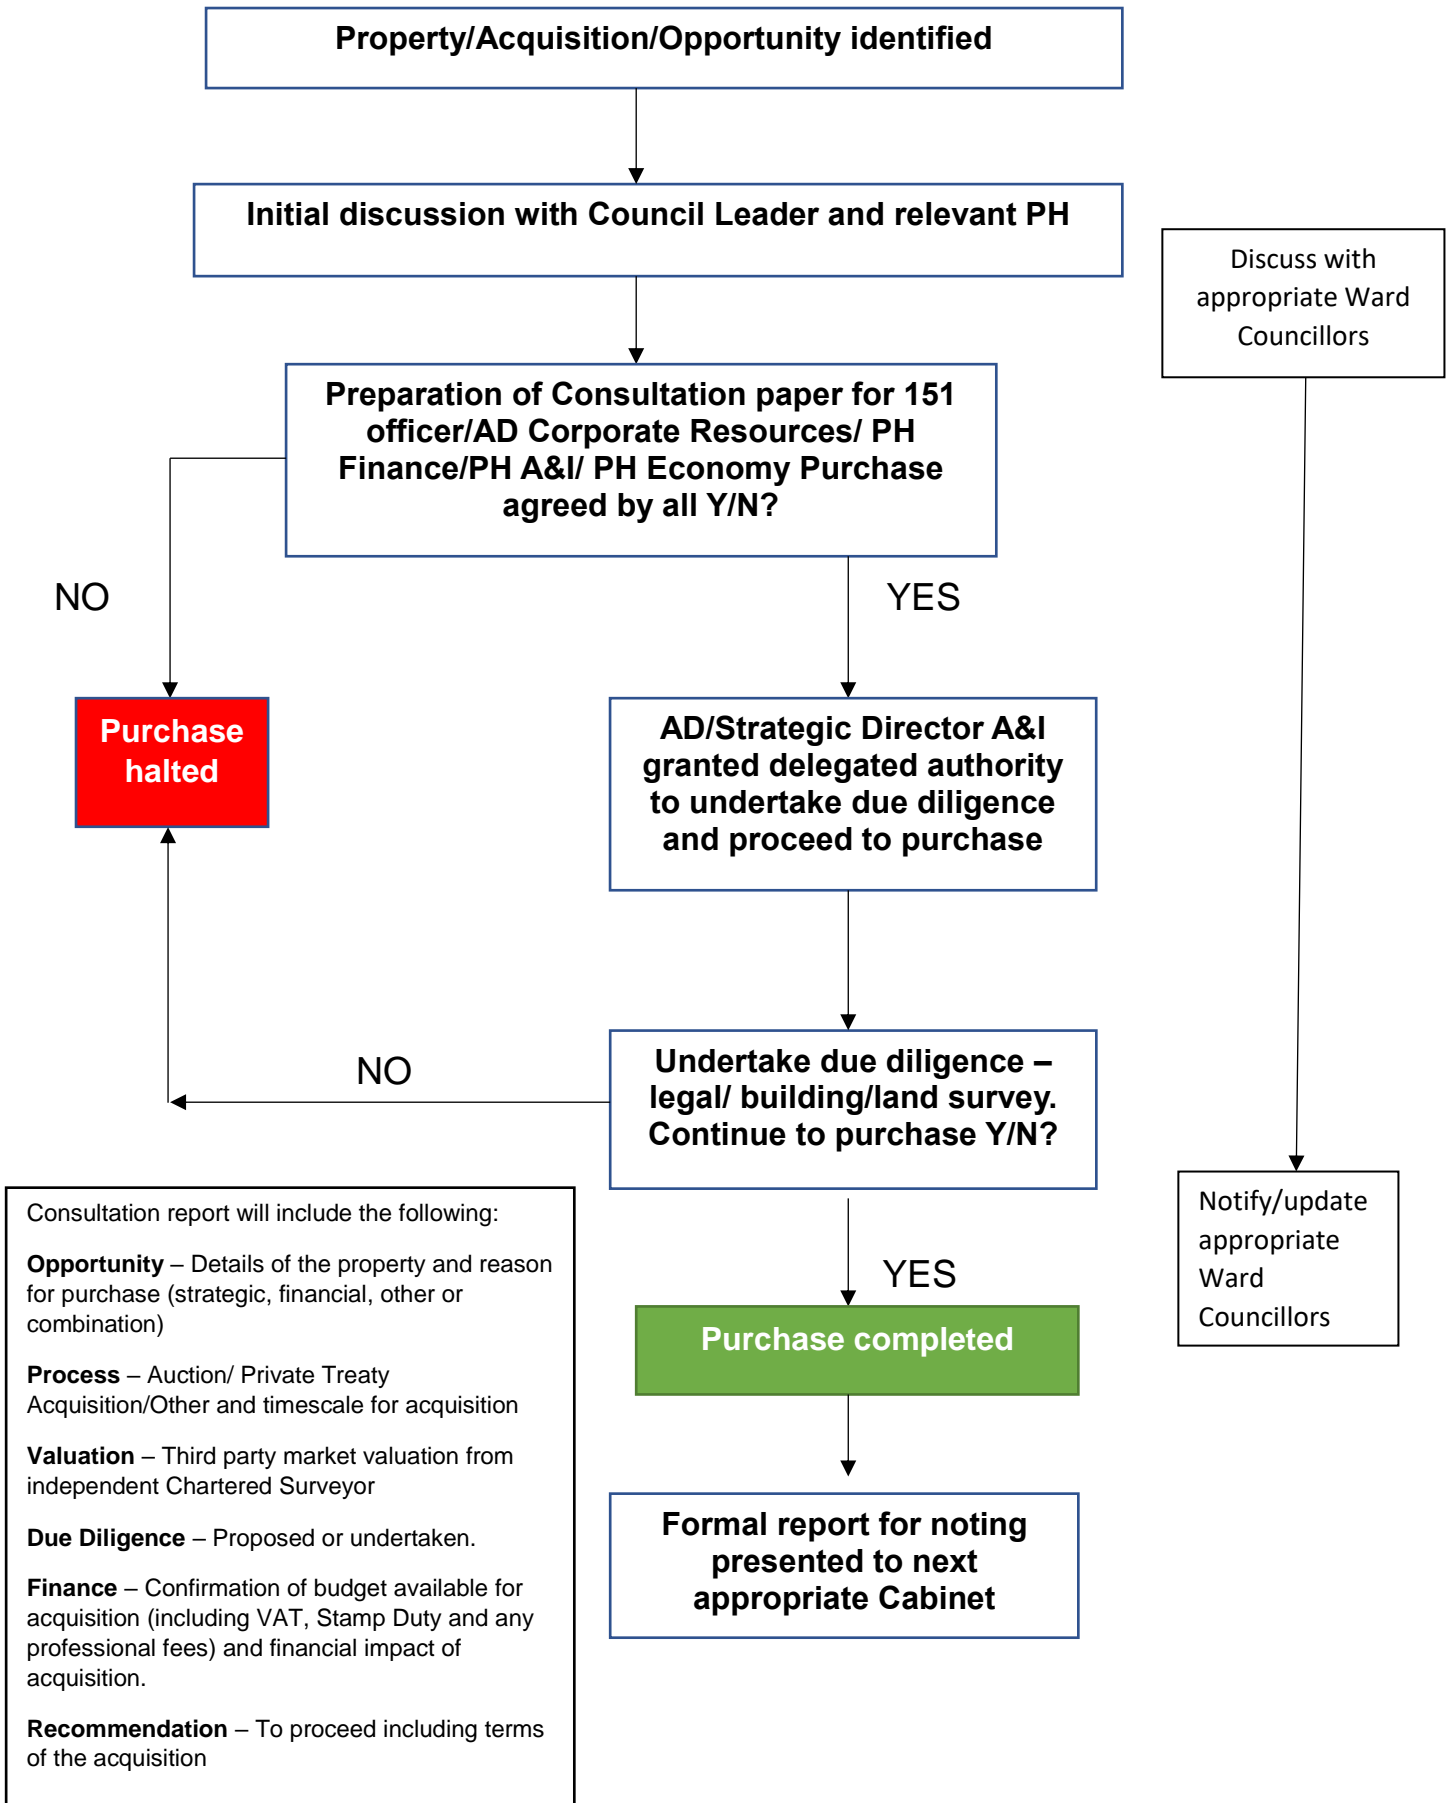 Property/Acquisition/Opportunity identified
Initial discussion with Council Leader and relevant PH
Discuss with
appropriate Ward
Councillors
Preparation of Consultation paper for 151
officer/AD Corporate Resources/ PH
Finance/PH A&I/ PH Economy Purchase
agreed by all Y/N?
NO
YES
Purchase
halted
AD/Strategic Director A&I
granted delegated authority
to undertake due diligence
and proceed to purchase
NO
Undertake due diligence –
legal/ building/land survey.
Continue to purchase Y/N?
Notify/update
appropriate
Ward
Councillors
YES
Purchase completed
Formal report for noting
presented to next
appropriate Cabinet
Consultation report will include the following:
Opportunity – Details of the property and reason
for purchase (strategic, financial, other or
combination)
Process – Auction/ Private Treaty
Acquisition/Other and timescale for acquisition
Valuation – Third party market valuation from
independent Chartered Surveyor
Due Diligence – Proposed or undertaken.
Finance – Confirmation of budget available for
acquisition (including VAT, Stamp Duty and any
professional fees) and financial impact of
acquisition.
Recommendation – To proceed including terms
of the acquisition